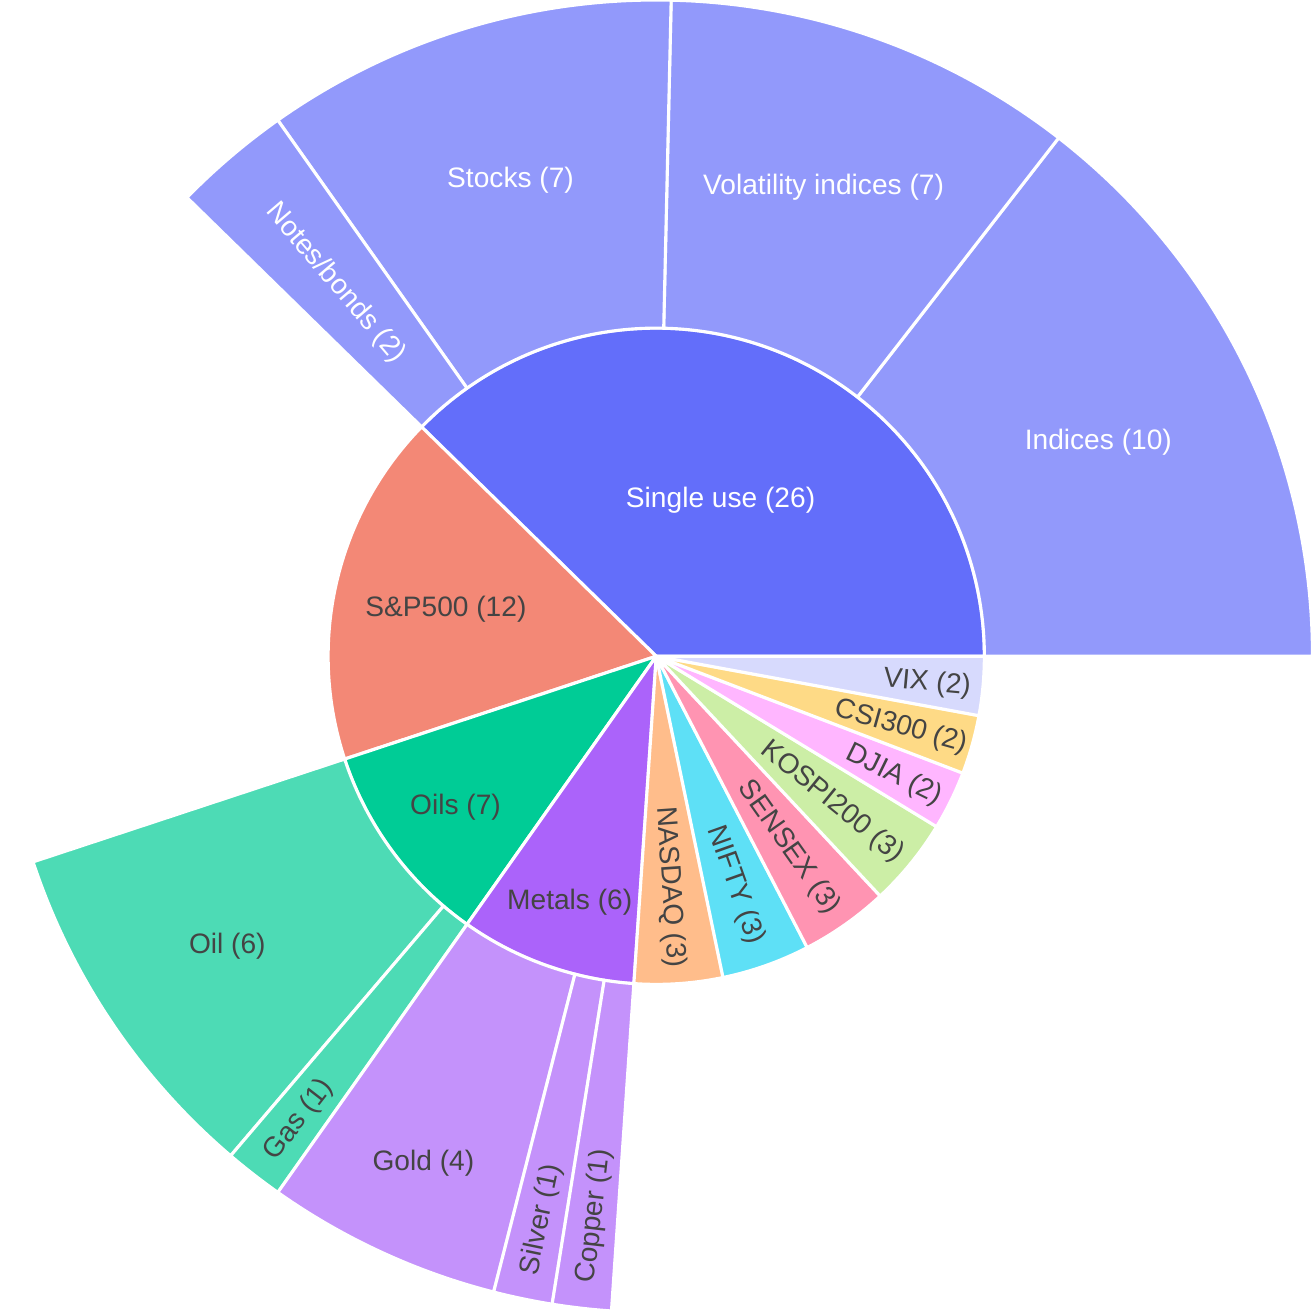 Stocks (7)
Volatility indices (7)
Notes/bonds (2)
Indices (10)
Single use (26)
S&P500 (12)
VIX (2)
CSI300 (2)
DJIA (2)
KOSPI200 (3)
SENSEX (3)
NIFTY (3)
NASDAQ (3)
Oils (7)
Metals (6)
Oil (6)
Gas (1)
Gold (4)
Silver (1)
Copper (1)